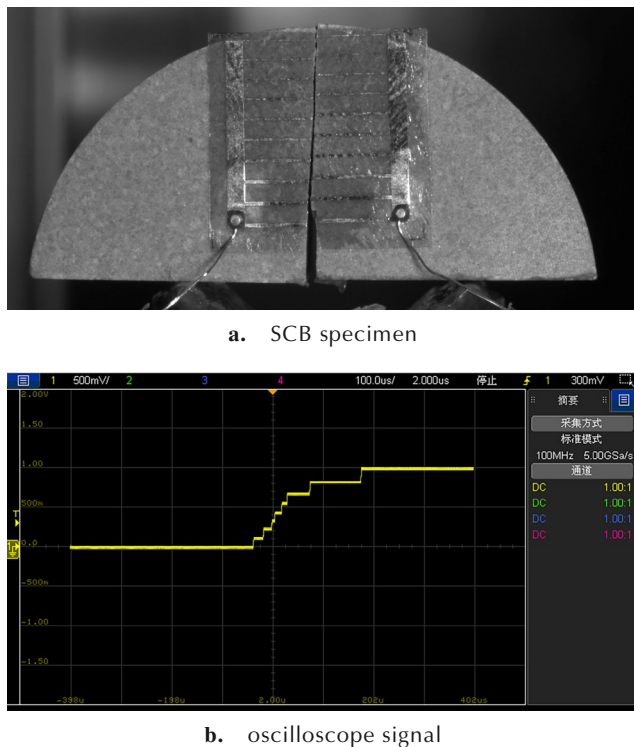 a. SCB specimen
1 500mV/ 2 3 4 100.0us/ 2.000us 停止 1 300mV
2.00V
摘要
1.50
采集方式
标准模式
1.00
100MHz 5.00GSa/s
通道
500m
DC 1.00:1
T
DC 1.00:1
0.0
DC 1.00:1
DC 1.00:1
-500m
-1.00
-1.50
-398u -198u 2.00u 202u 402us
b. oscilloscope signal